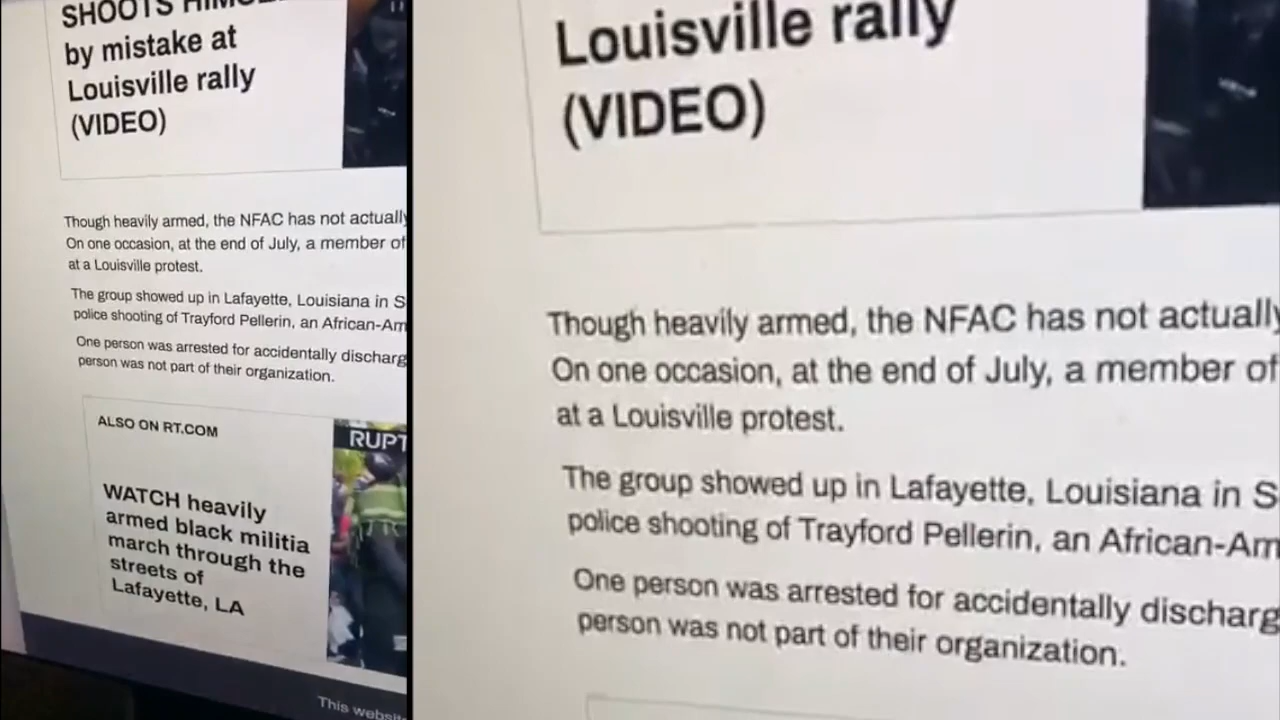 SHOOTS
by mistake at
Louisville rally
(VIDEO)
Though heavily armed, the NFAC has not actually
On one occasion, at the end of July, a member of
at a Louisville protest.
The group showed up in Lafayette, Louisiana in S
police shooting of Trayford Pellerin, an African-Am
One person was arrested for accidentally discharg
person was not part of their organization.
ALSO ON RT.COM
RUPT
WATCH heavily
armed black militia
march through the
streets of
Lafayette, LA
This websit
Louisville rally
(VIDEO)
Though heavily armed, the NFAC has not actually
On one occasion, at the end of July, a member of
at a Louisville protest.
The group showed up in Lafayette, Louisiana in S
police shooting of Trayford Pellerin, an African-Am
One person was arrested for accidentally discharg
person was not part of their organization.